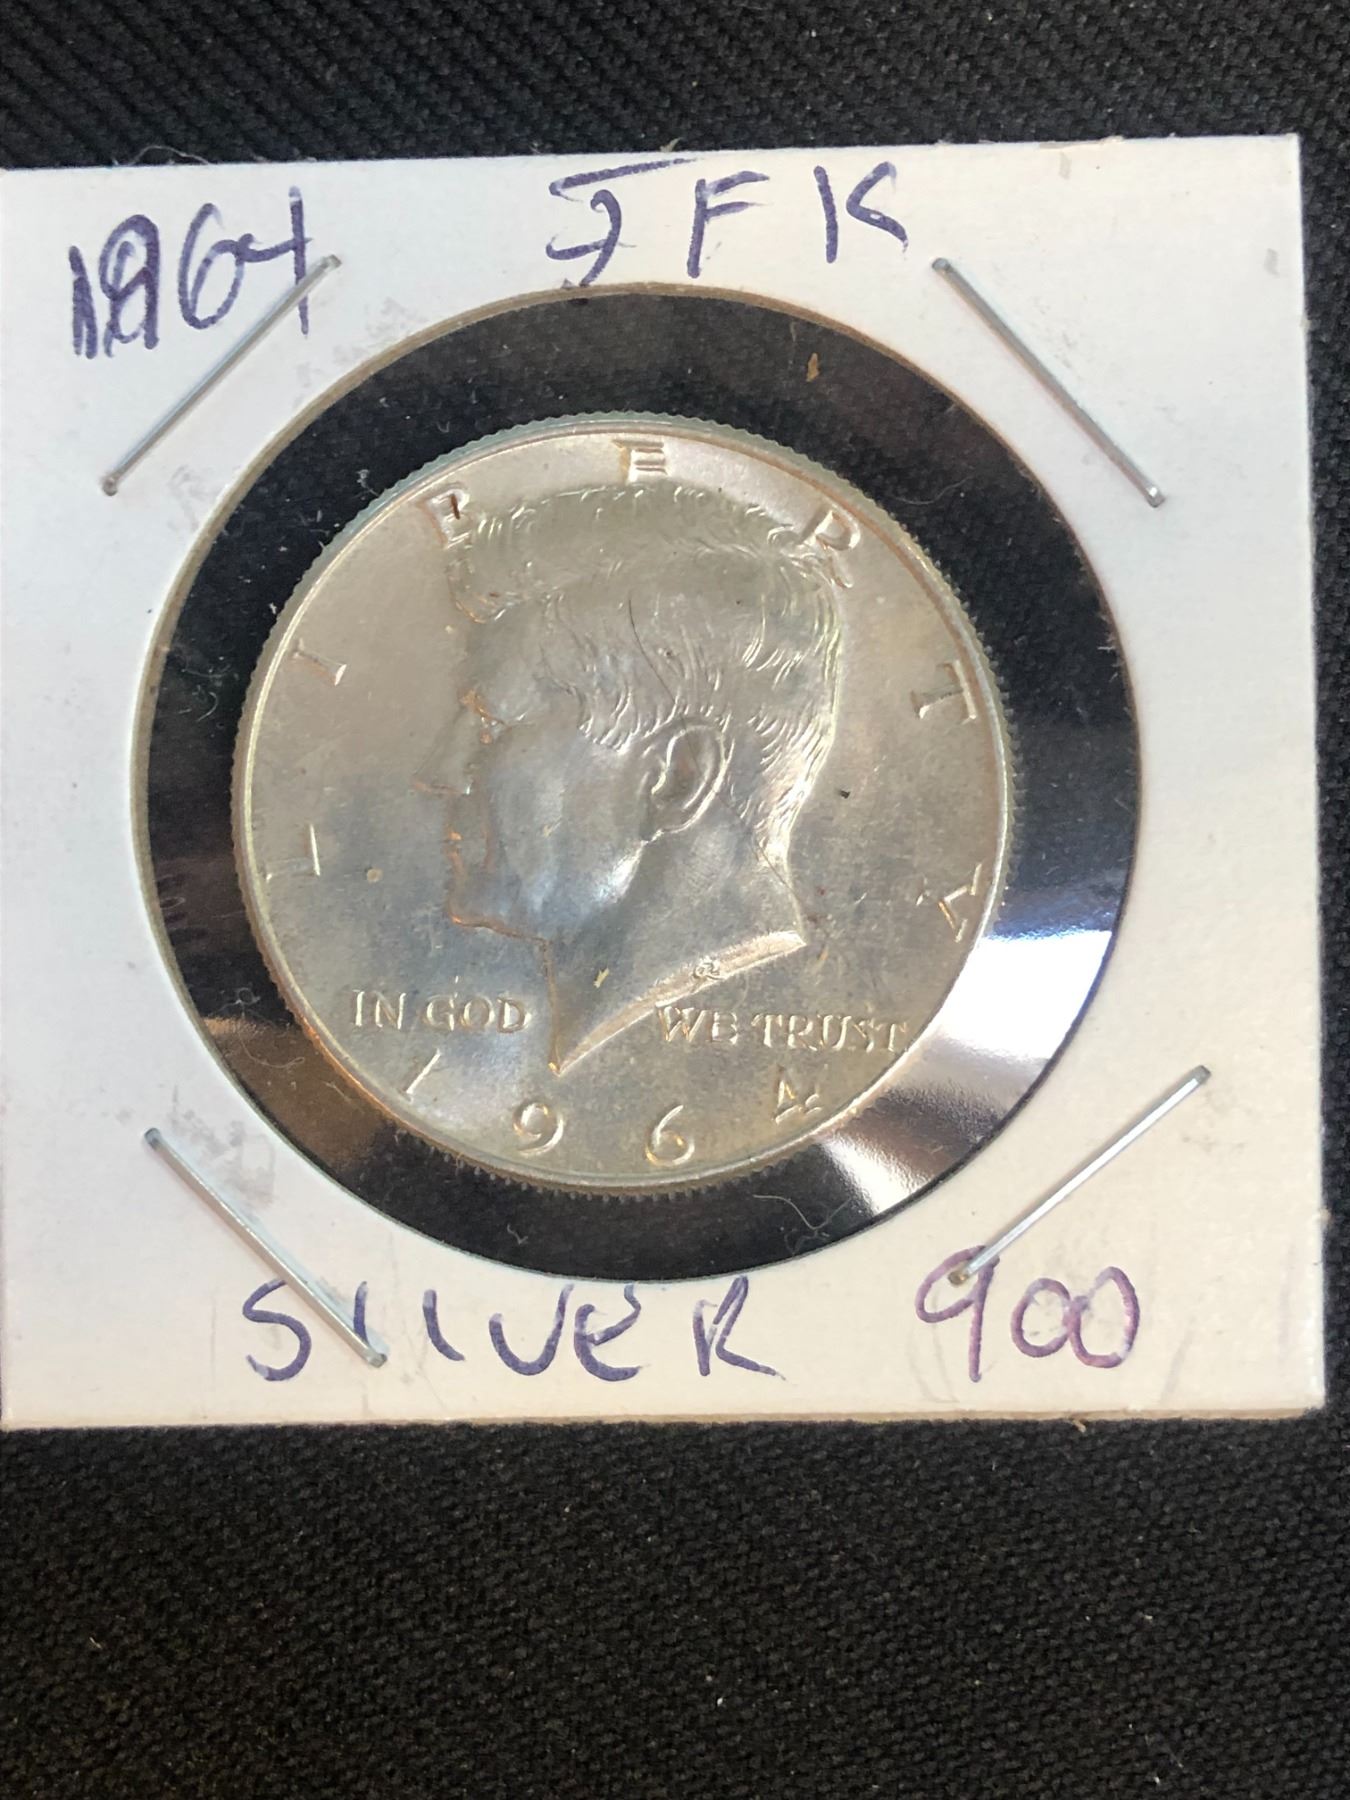 1964 JFK
LIBERTY
IN GOD WE TRUST
1964
SILVER 900